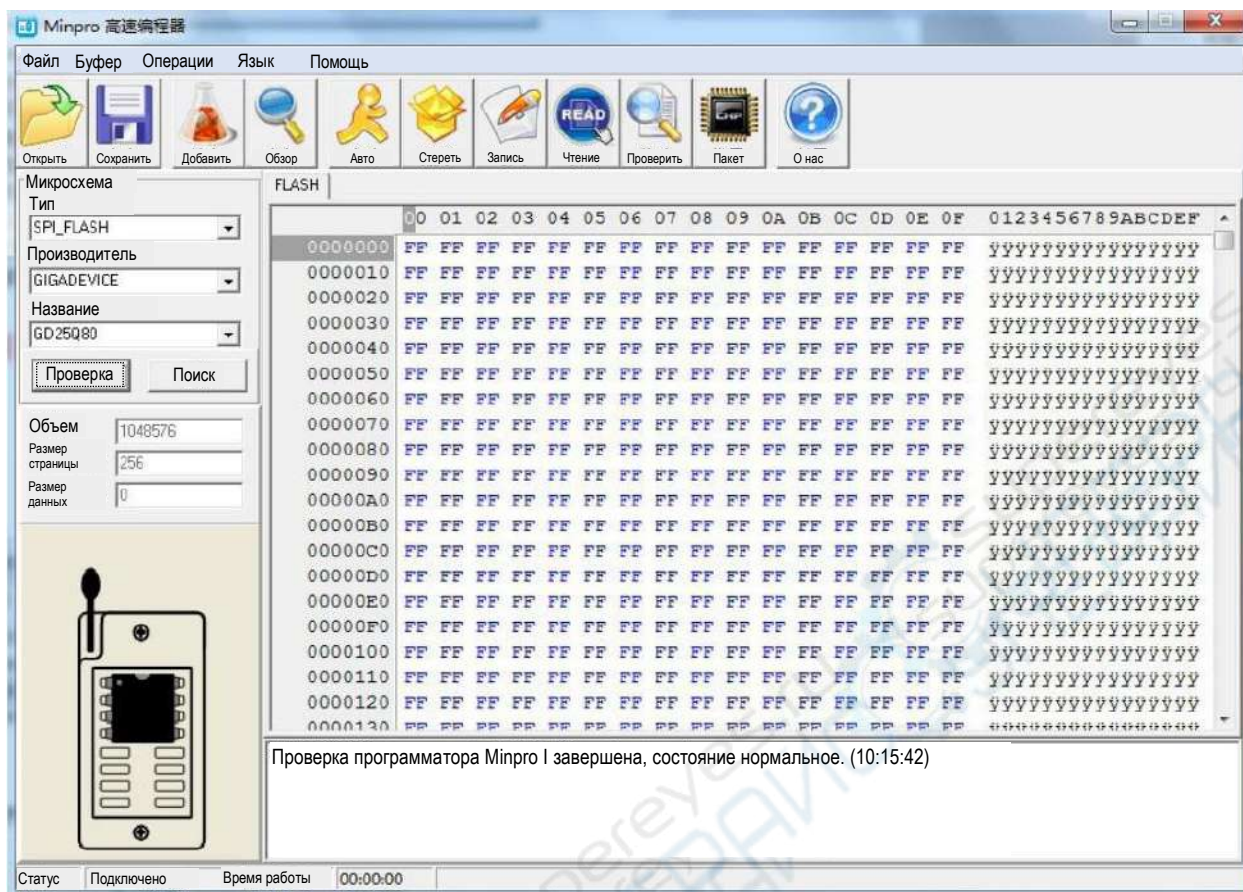 Minpro 高速编程器
Файл Буфер Операции Язык Помощь
Открыть Сохранить Добавить Обзор Авто Стереть Запись Чтение Проверить Пакет О нас
READ
CHIP
Микросхема
Тип
SPI_FLASH
Производитель
GIGADEVICE
Название
GD25Q80
Проверка Поиск
Объем 1048576
Размер страницы 256
Размер данных 0
FLASH
00 01 02 03 04 05 06 07 08 09 0A 0B 0C 0D 0E 0F 0123456789ABCDEF
0000000 FF FF FF FF FF FF FF FF FF FF FF FF FF FF FF FF ÿÿÿÿÿÿÿÿÿÿÿÿÿÿÿÿ
0000010 FF FF FF FF FF FF FF FF FF FF FF FF FF FF FF FF ÿÿÿÿÿÿÿÿÿÿÿÿÿÿÿÿ
0000020 FF FF FF FF FF FF FF FF FF FF FF FF FF FF FF FF ÿÿÿÿÿÿÿÿÿÿÿÿÿÿÿÿ
0000030 FF FF FF FF FF FF FF FF FF FF FF FF FF FF FF FF ÿÿÿÿÿÿÿÿÿÿÿÿÿÿÿÿ
0000040 FF FF FF FF FF FF FF FF FF FF FF FF FF FF FF FF ÿÿÿÿÿÿÿÿÿÿÿÿÿÿÿÿ
0000050 FF FF FF FF FF FF FF FF FF FF FF FF FF FF FF FF ÿÿÿÿÿÿÿÿÿÿÿÿÿÿÿÿ
0000060 FF FF FF FF FF FF FF FF FF FF FF FF FF FF FF FF ÿÿÿÿÿÿÿÿÿÿÿÿÿÿÿÿ
0000070 FF FF FF FF FF FF FF FF FF FF FF FF FF FF FF FF ÿÿÿÿÿÿÿÿÿÿÿÿÿÿÿÿ
0000080 FF FF FF FF FF FF FF FF FF FF FF FF FF FF FF FF ÿÿÿÿÿÿÿÿÿÿÿÿÿÿÿÿ
0000090 FF FF FF FF FF FF FF FF FF FF FF FF FF FF FF FF ÿÿÿÿÿÿÿÿÿÿÿÿÿÿÿÿ
00000A0 FF FF FF FF FF FF FF FF FF FF FF FF FF FF FF FF ÿÿÿÿÿÿÿÿÿÿÿÿÿÿÿÿ
00000B0 FF FF FF FF FF FF FF FF FF FF FF FF FF FF FF FF ÿÿÿÿÿÿÿÿÿÿÿÿÿÿÿÿ
00000C0 FF FF FF FF FF FF FF FF FF FF FF FF FF FF FF FF ÿÿÿÿÿÿÿÿÿÿÿÿÿÿÿÿ
00000D0 FF FF FF FF FF FF FF FF FF FF FF FF FF FF FF FF ÿÿÿÿÿÿÿÿÿÿÿÿÿÿÿÿ
00000E0 FF FF FF FF FF FF FF FF FF FF FF FF FF FF FF FF ÿÿÿÿÿÿÿÿÿÿÿÿÿÿÿÿ
00000F0 FF FF FF FF FF FF FF FF FF FF FF FF FF FF FF FF ÿÿÿÿÿÿÿÿÿÿÿÿÿÿÿÿ
0000100 FF FF FF FF FF FF FF FF FF FF FF FF FF FF FF FF ÿÿÿÿÿÿÿÿÿÿÿÿÿÿÿÿ
0000110 FF FF FF FF FF FF FF FF FF FF FF FF FF FF FF FF ÿÿÿÿÿÿÿÿÿÿÿÿÿÿÿÿ
0000120 FF FF FF FF FF FF FF FF FF FF FF FF FF FF FF FF ÿÿÿÿÿÿÿÿÿÿÿÿÿÿÿÿ
0000130 FF FF FF FF FF FF FF FF FF FF FF FF FF FF FF FF
Проверка программатора Minpro I завершена, состояние нормальное. (10:15:42)
Статус Подключено Время работы 00:00:00